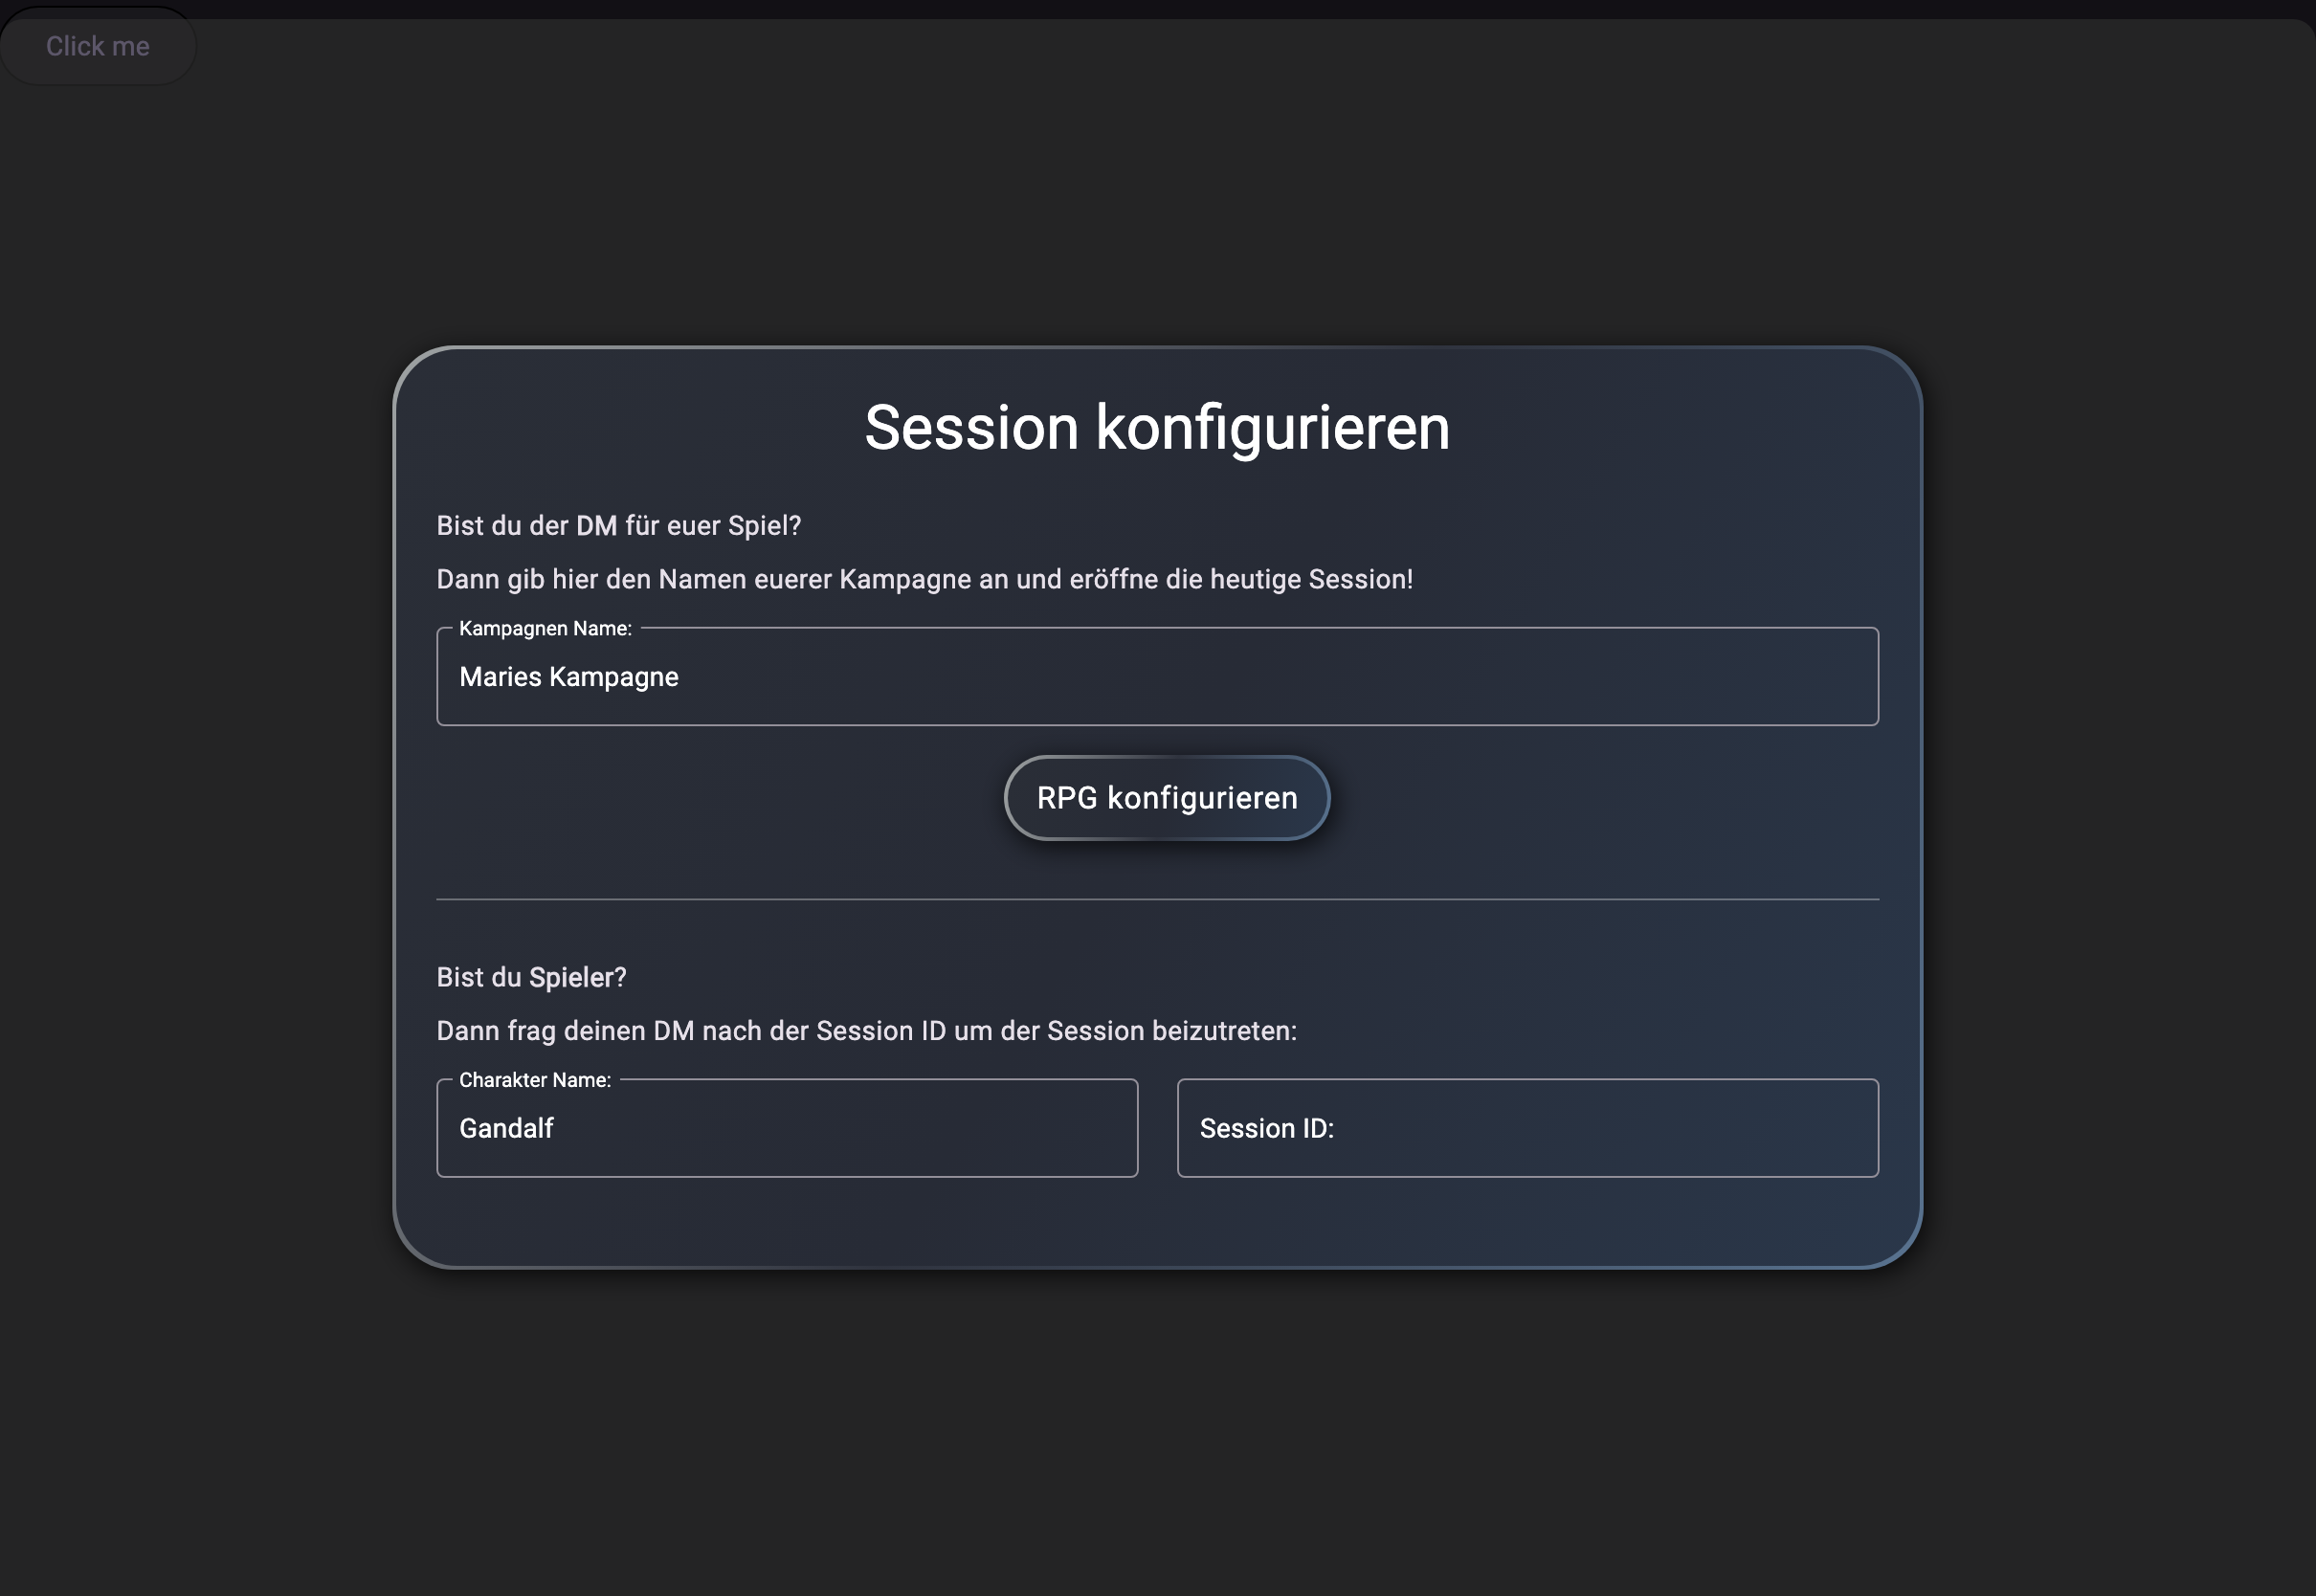 Click me
Session konfigurieren
Bist du der DM für euer Spiel?
Dann gib hier den Namen euerer Kampagne an und eröffne die heutige Session!
Kampagnen Name:
Maries Kampagne
RPG konfigurieren
Bist du Spieler?
Dann frag deinen DM nach der Session ID um der Session beizutreten:
Charakter Name:
Gandalf
Session ID: